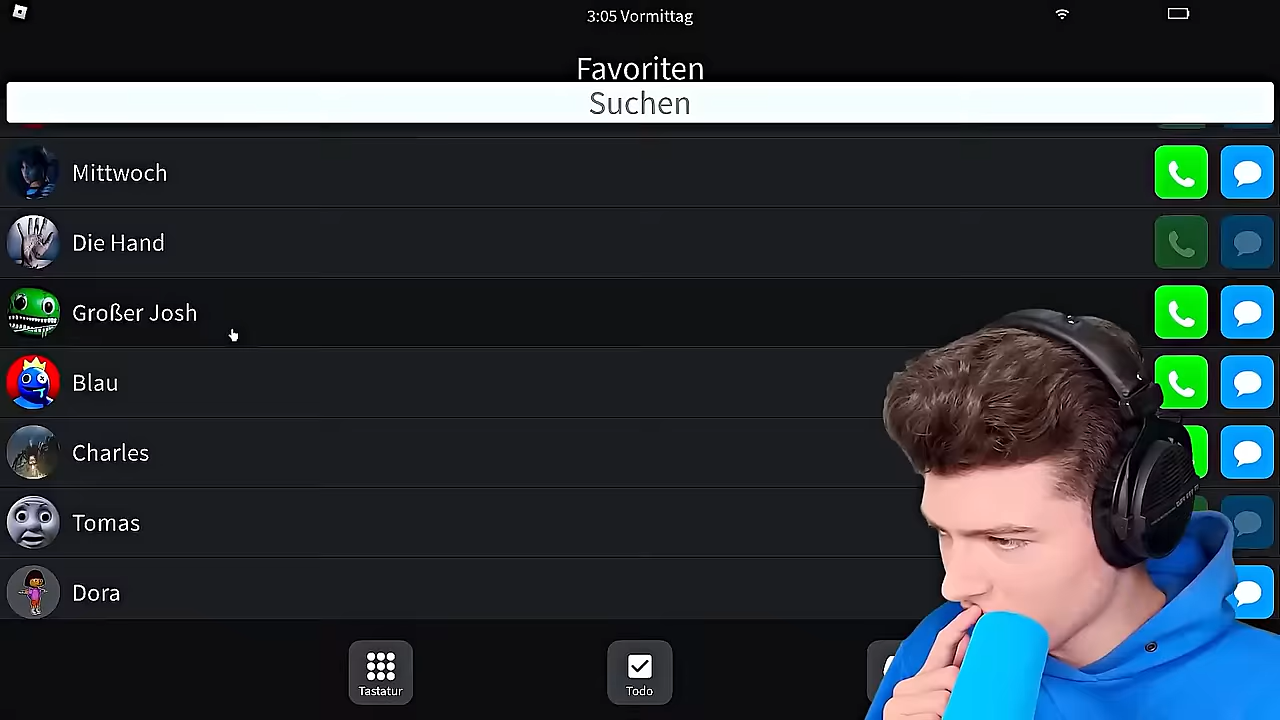 3:05 Vormittag
Favoriten
Suchen
Mittwoch
Die Hand
Großer Josh
Blau
Charles
Tomas
Dora
Tastatur
Todo